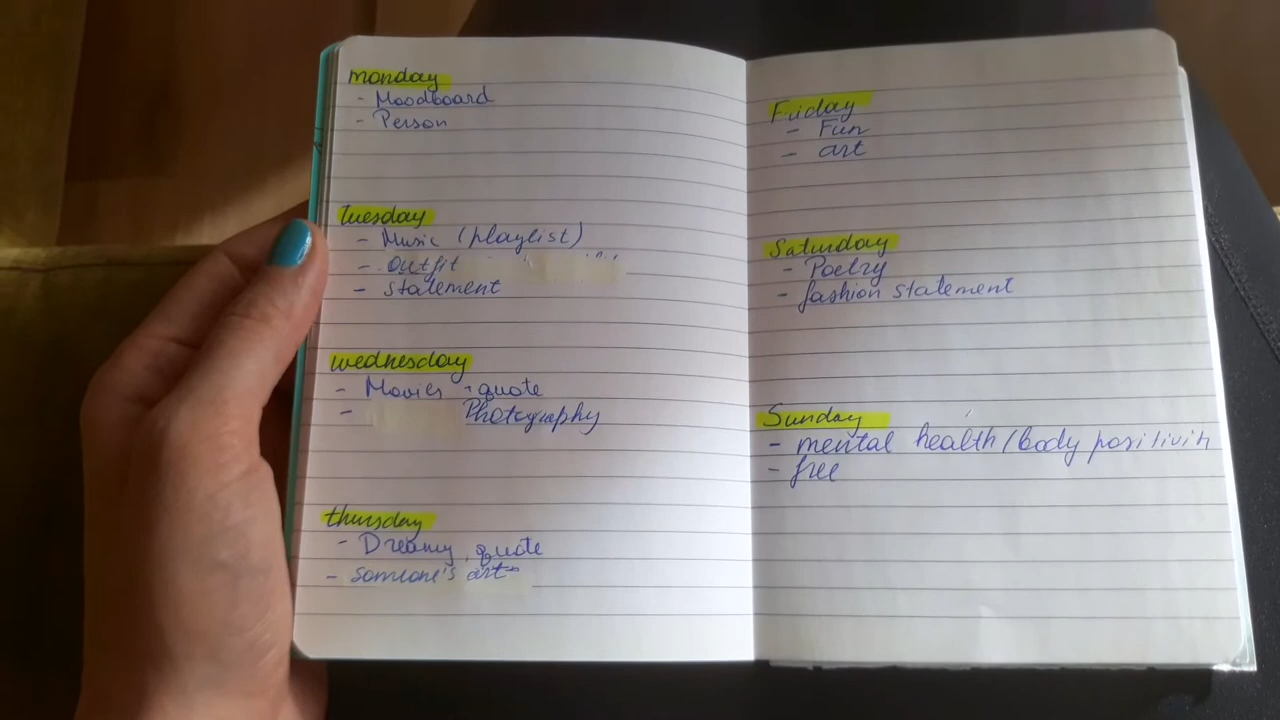 monday
- Moodboard
- Person
Tuesday
- Music (playlist)
- outfit
- statement
wednesday
- Movies - quote
- Photography
thursday
- Dreamy, quote
- someone's art
Friday
- Fun
- art
Saturday
- Poetry
- fashion statement
Sunday
- mental health/body
- free